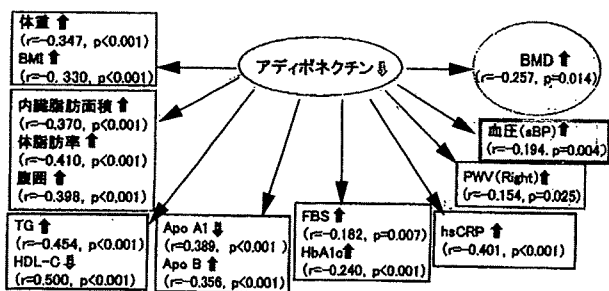 体重⬆
(r=-0.347, p<0.001)
BMI⬆
(r=-0.330, p<0.001)
アディポネクチン⇩
BMD⬆
(r=-0.257, p=0.014)
内臓脂肪面積⬆
(r=-0.370, p<0.001)
体脂肪率⬆
(r=-0.410, p<0.001)
腹囲⬆
(r=-0.398, p<0.001)
血圧(sBP)⬆
(r=-0.194, p=0.004)
PWV(Right)⬆
(r=-0.154, p=0.025)
TG⬆
(r=-0.454, p<0.001)
HDL-C⇩
(r=0.500, p<0.001)
Apo A1⇩
(r=0.389, p<0.001)
Apo B⬆
(r=-0.356, p<0.001)
FBS⬆
(r=-0.182, p=0.007)
HbA1c⬆
(r=-0.240, p<0.001)
hsCRP⬆
(r=-0.401, p<0.001)